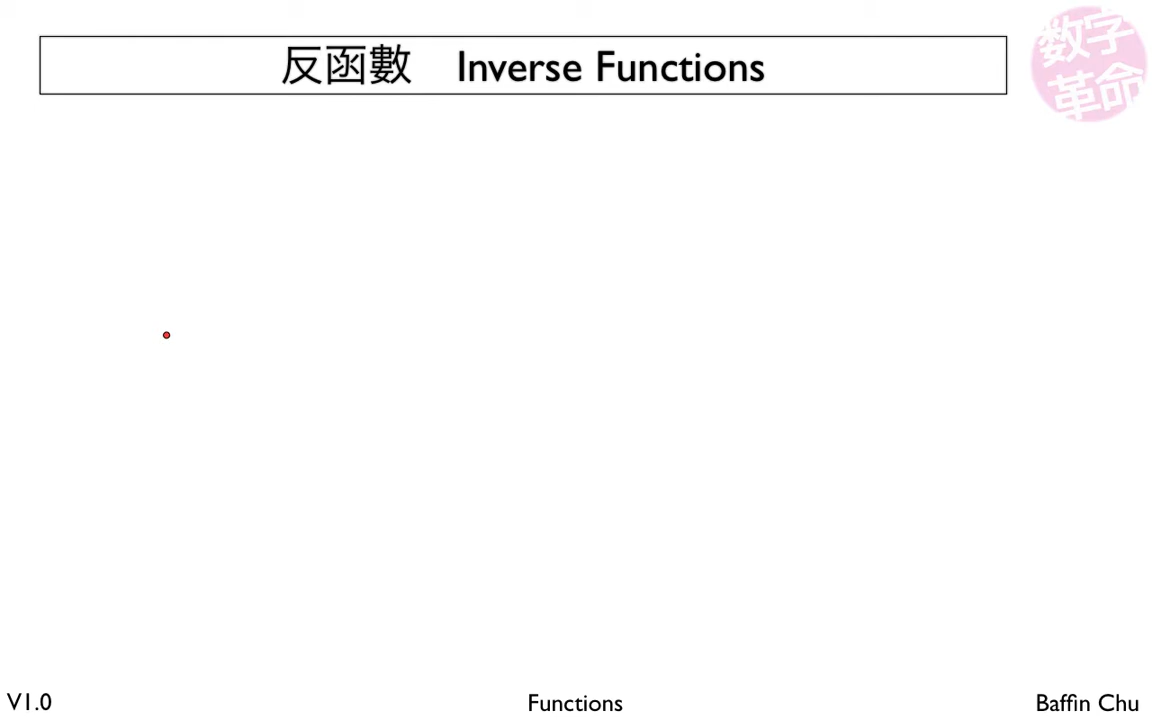 反函數 Inverse Functions
数字
革命
V1.0
Functions
Baffin Chu